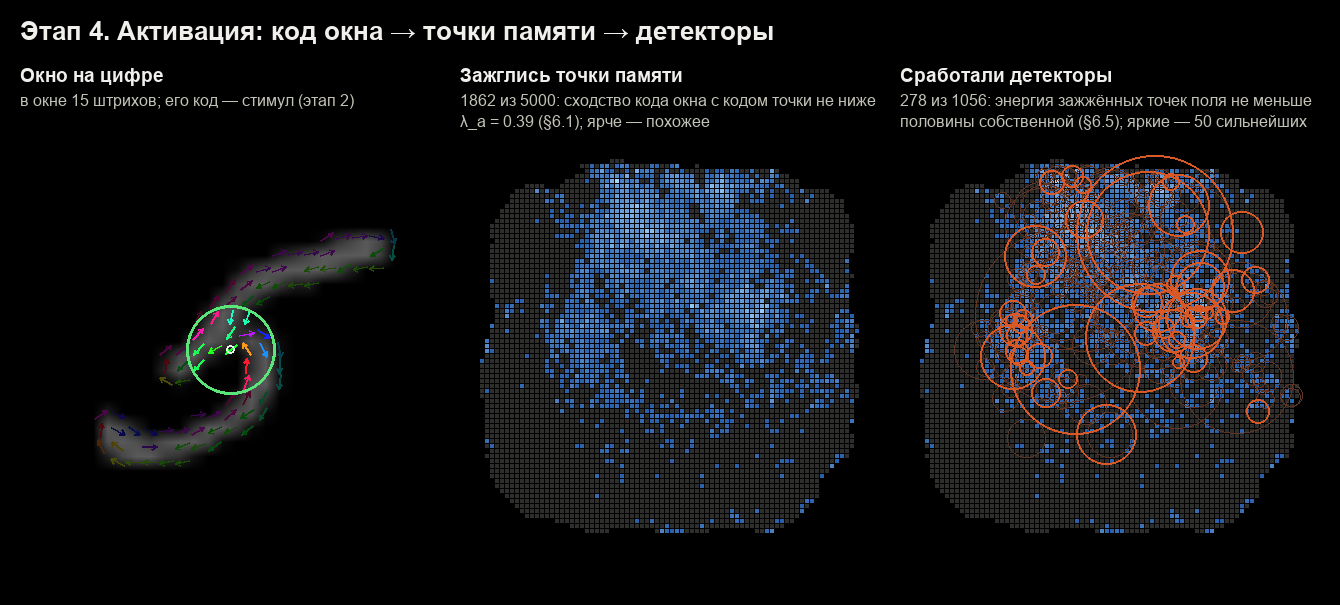 Этап 4. Активация: код окна → точки памяти → детекторы
Окно на цифре
в окне 15 штрихов; его код — стимул (этап 2)
Зажглись точки памяти
1862 из 5000: сходство кода окна с кодом точки не ниже
λ_a = 0.39 (§6.1); ярче — похожее
Сработали детекторы
278 из 1056: энергия зажжённых точек поля не меньше
половины собственной (§6.5); яркие — 50 сильнейших